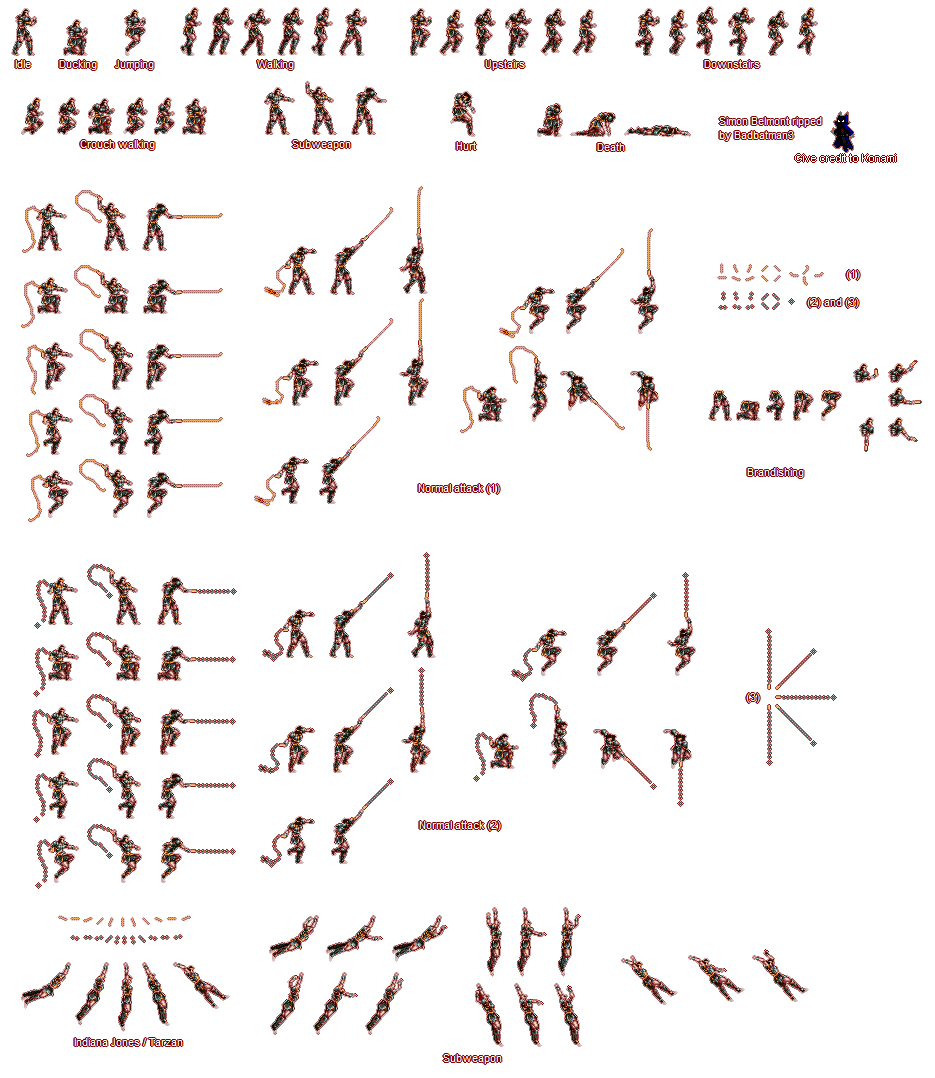 Idle
Ducking
Jumping
Walking
Upstairs
Downstairs
Crouch walking
Subweapon
Hurt
Death
Simon Belmont ripped
by Badbatman3
Give credit to Konami
(1)
(2) and (3)
Brandishing
Normal attack (1)
(3)
Normal attack (2)
Indiana Jones / Tarzan
Subweapon